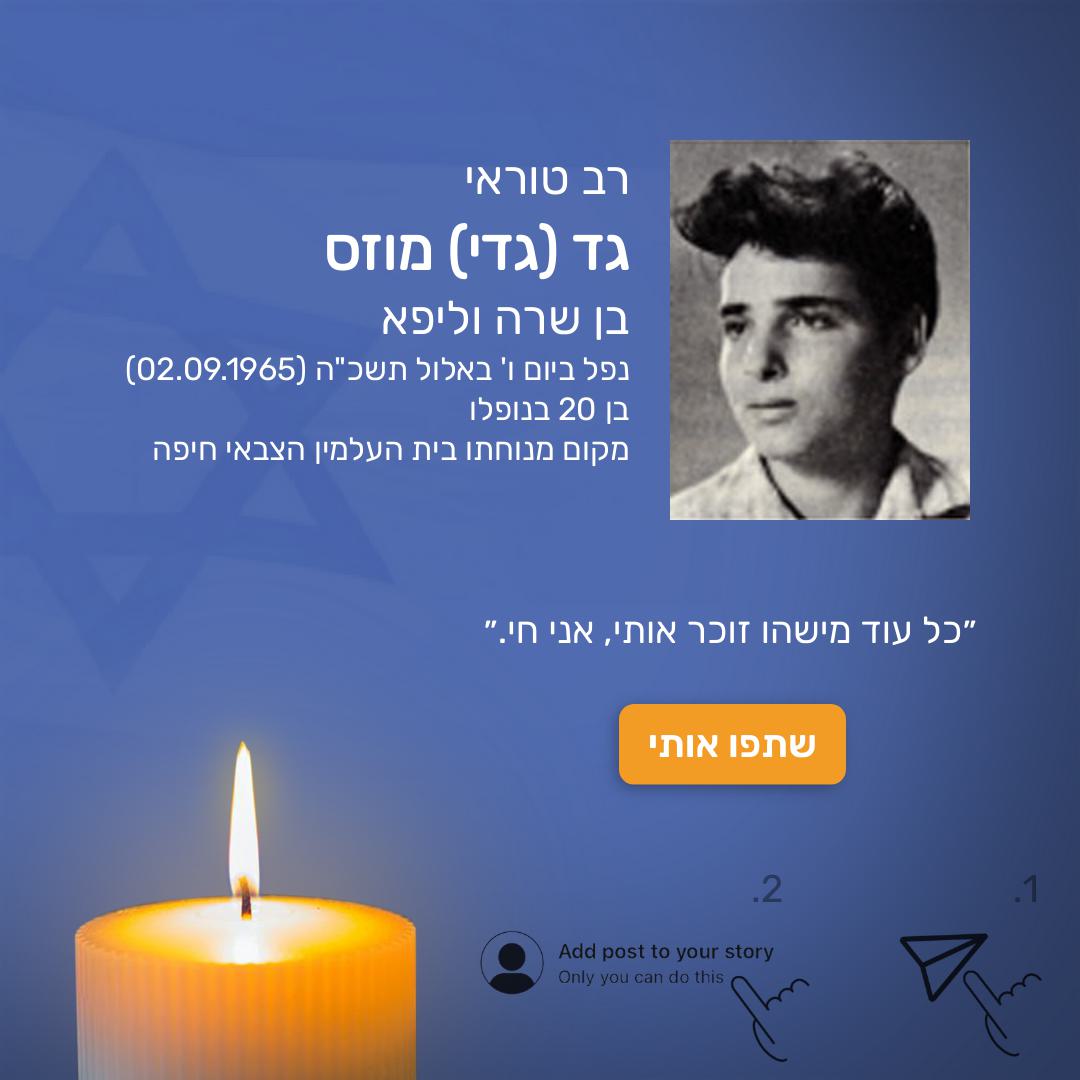 רב טוראי
גד (גדי) מוזס
בן שרה וליפא
נפל ביום ו' באלול תשכ"ה (02.09.1965)
בן 20 בנופלו
מקום מנוחתו בית העלמין הצבאי חיפה
״כל עוד מישהו זוכר אותי, אני חי.״
שתפו אותי
1.
2.
Add post to your story
Only you can do this